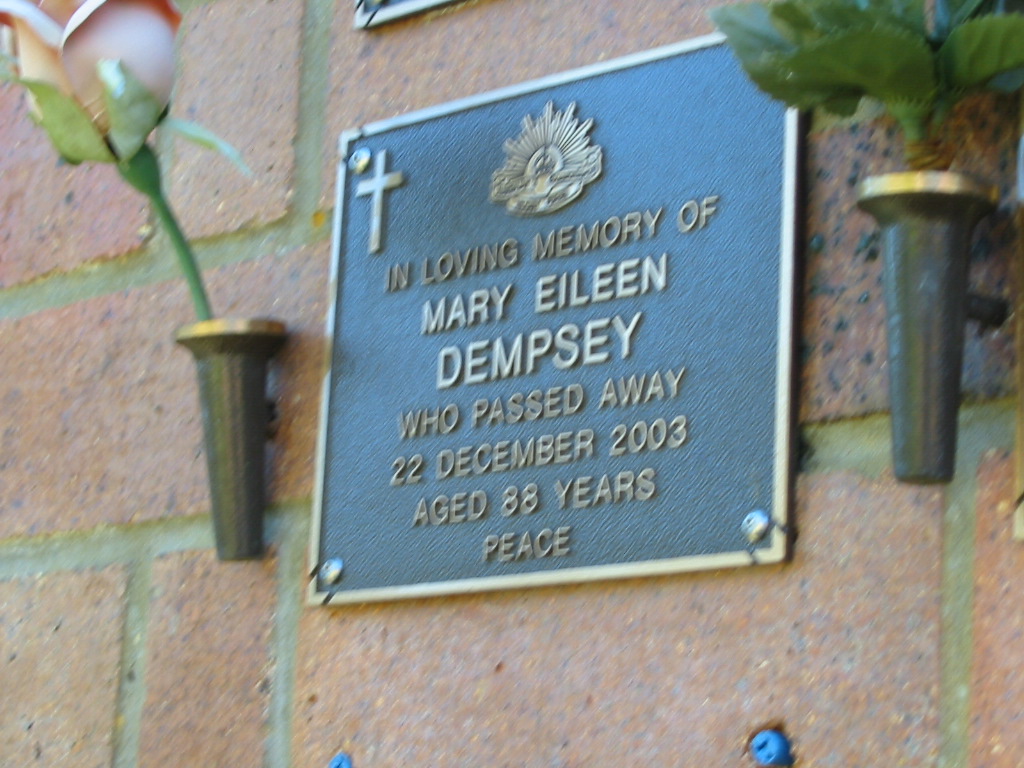 IN LOVING MEMORY OF
MARY EILEEN
DEMPSEY
WHO PASSED AWAY
22 DECEMBER 2003
AGED 88 YEARS
PEACE